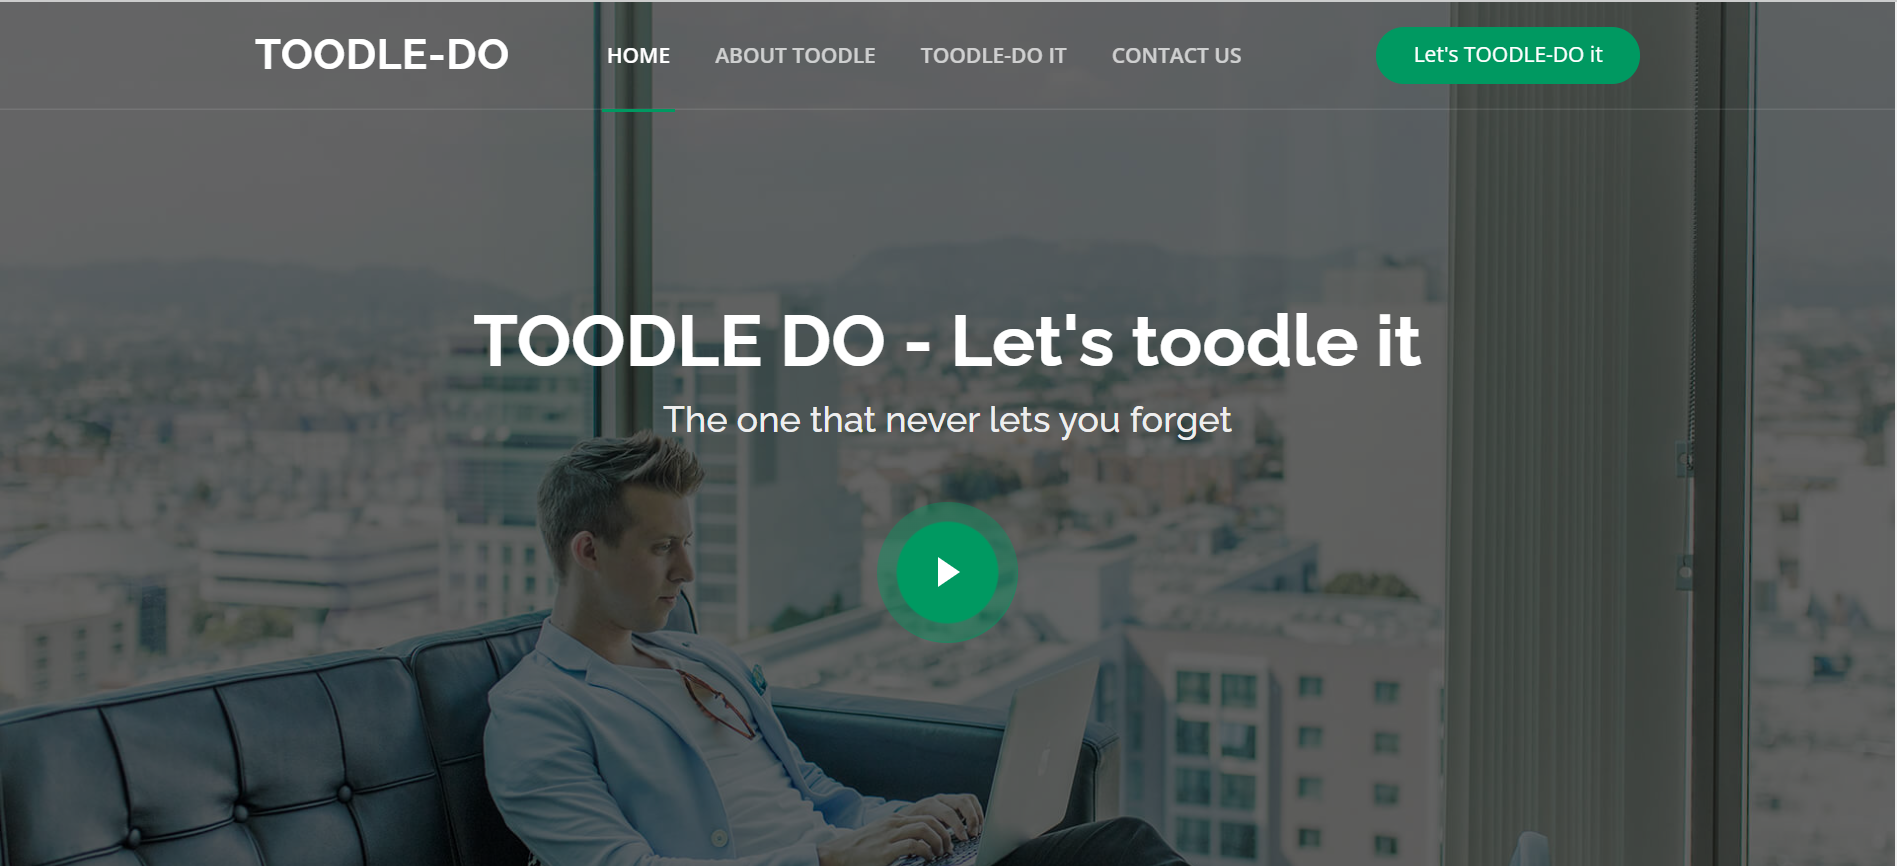 TOODLE-DO
HOME
ABOUT TOODLE
TOODLE-DO IT
CONTACT US
Let's TOODLE-DO it
TOODLE DO - Let's toodle it
The one that never lets you forget